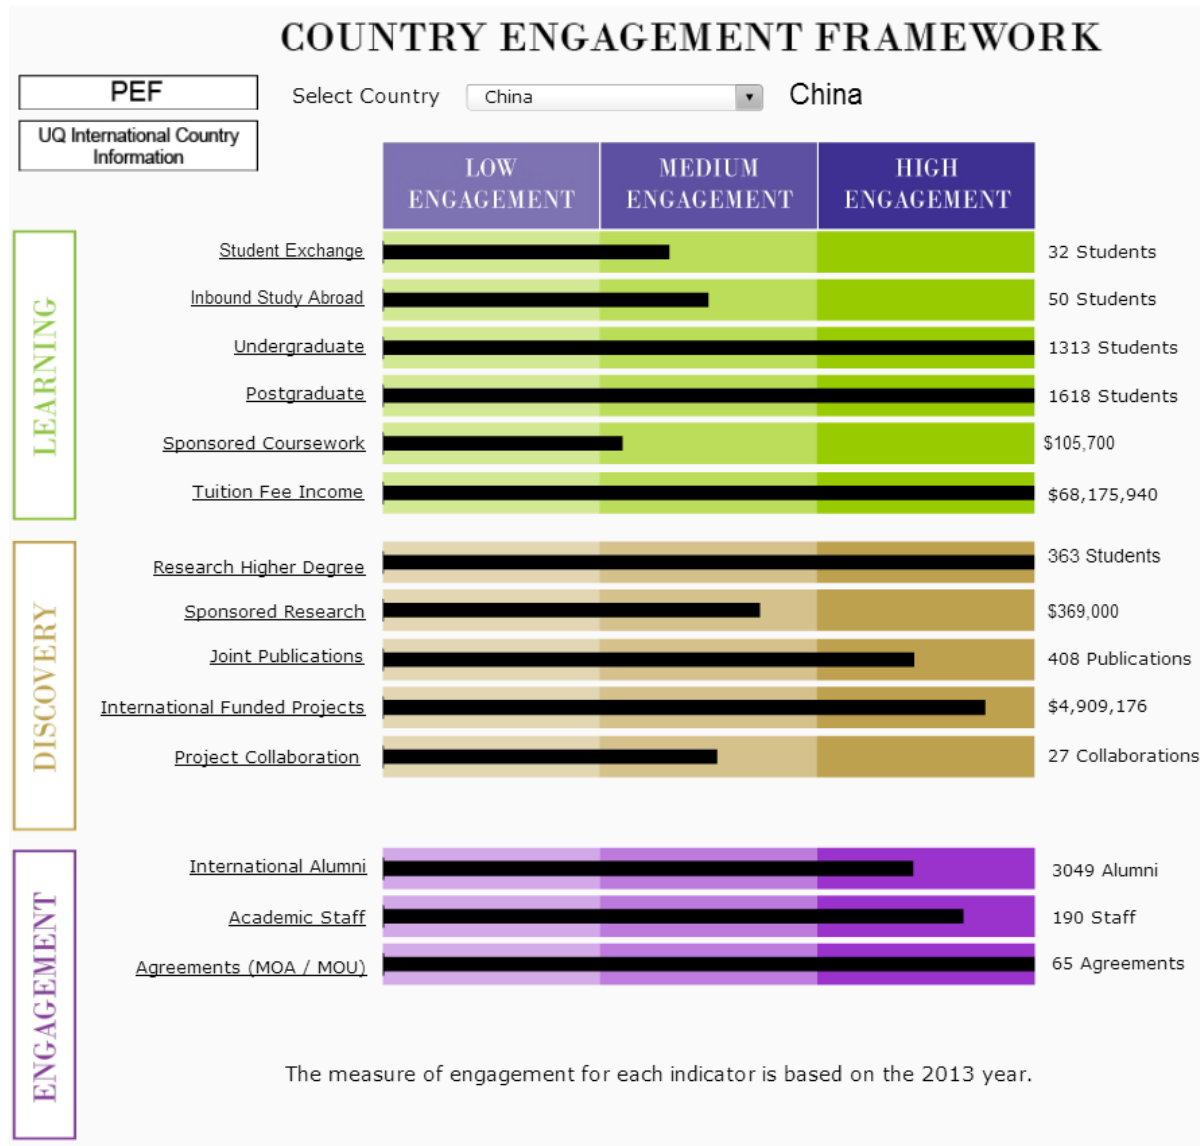 COUNTRY ENGAGEMENT FRAMEWORK
PEF
Select Country
China
China
UQ International Country
Information
LOW
ENGAGEMENT
MEDIUM
ENGAGEMENT
HIGH
ENGAGEMENT
LEARNING
Student Exchange
32 Students
Inbound Study Abroad
50 Students
Undergraduate
1313 Students
Postgraduate
1618 Students
Sponsored Coursework
$105,700
Tuition Fee Income
$68,175,940
DISCOVERY
Research Higher Degree
363 Students
Sponsored Research
$369,000
Joint Publications
408 Publications
International Funded Projects
$4,909,176
Project Collaboration
27 Collaborations
ENGAGEMENT
International Alumni
3049 Alumni
Academic Staff
190 Staff
Agreements (MOA / MOU)
65 Agreements
The measure of engagement for each indicator is based on the 2013 year.